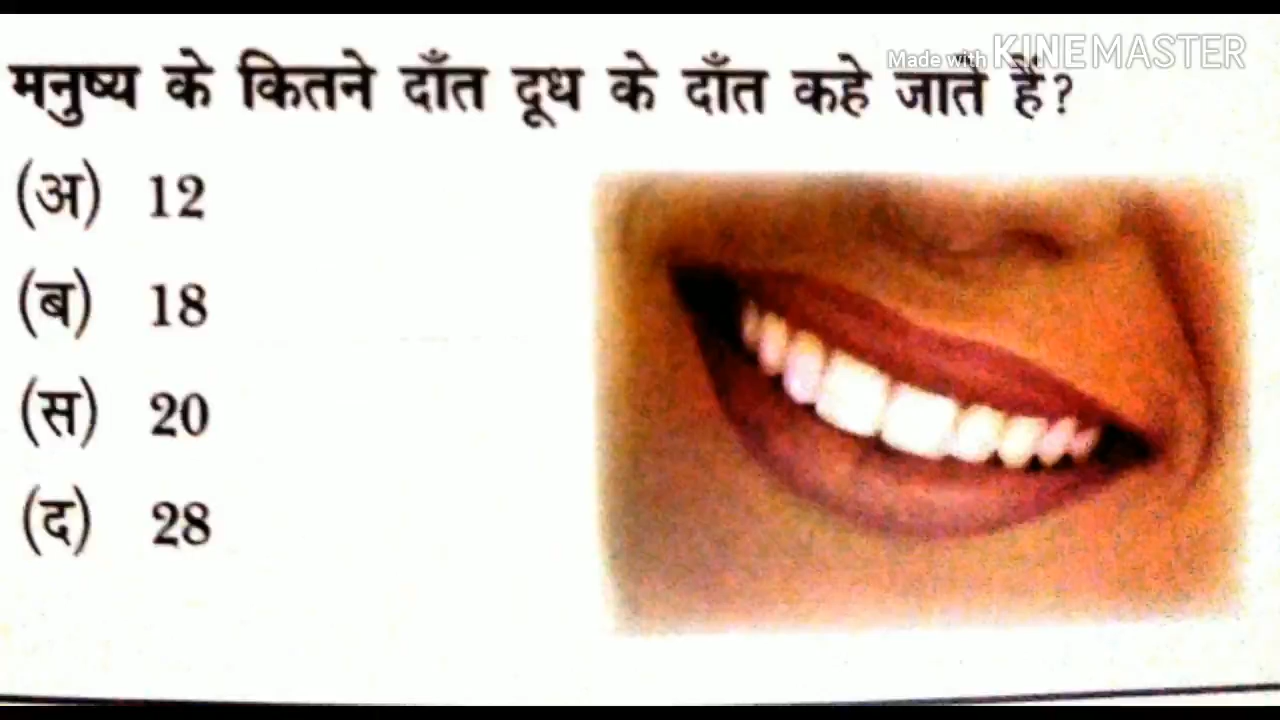 Made with KINEMASTER
मनुष्य के कितने दाँत दूध के दाँत कहे जाते हैं?
(अ) 12
(ब) 18
(स) 20
(द) 28